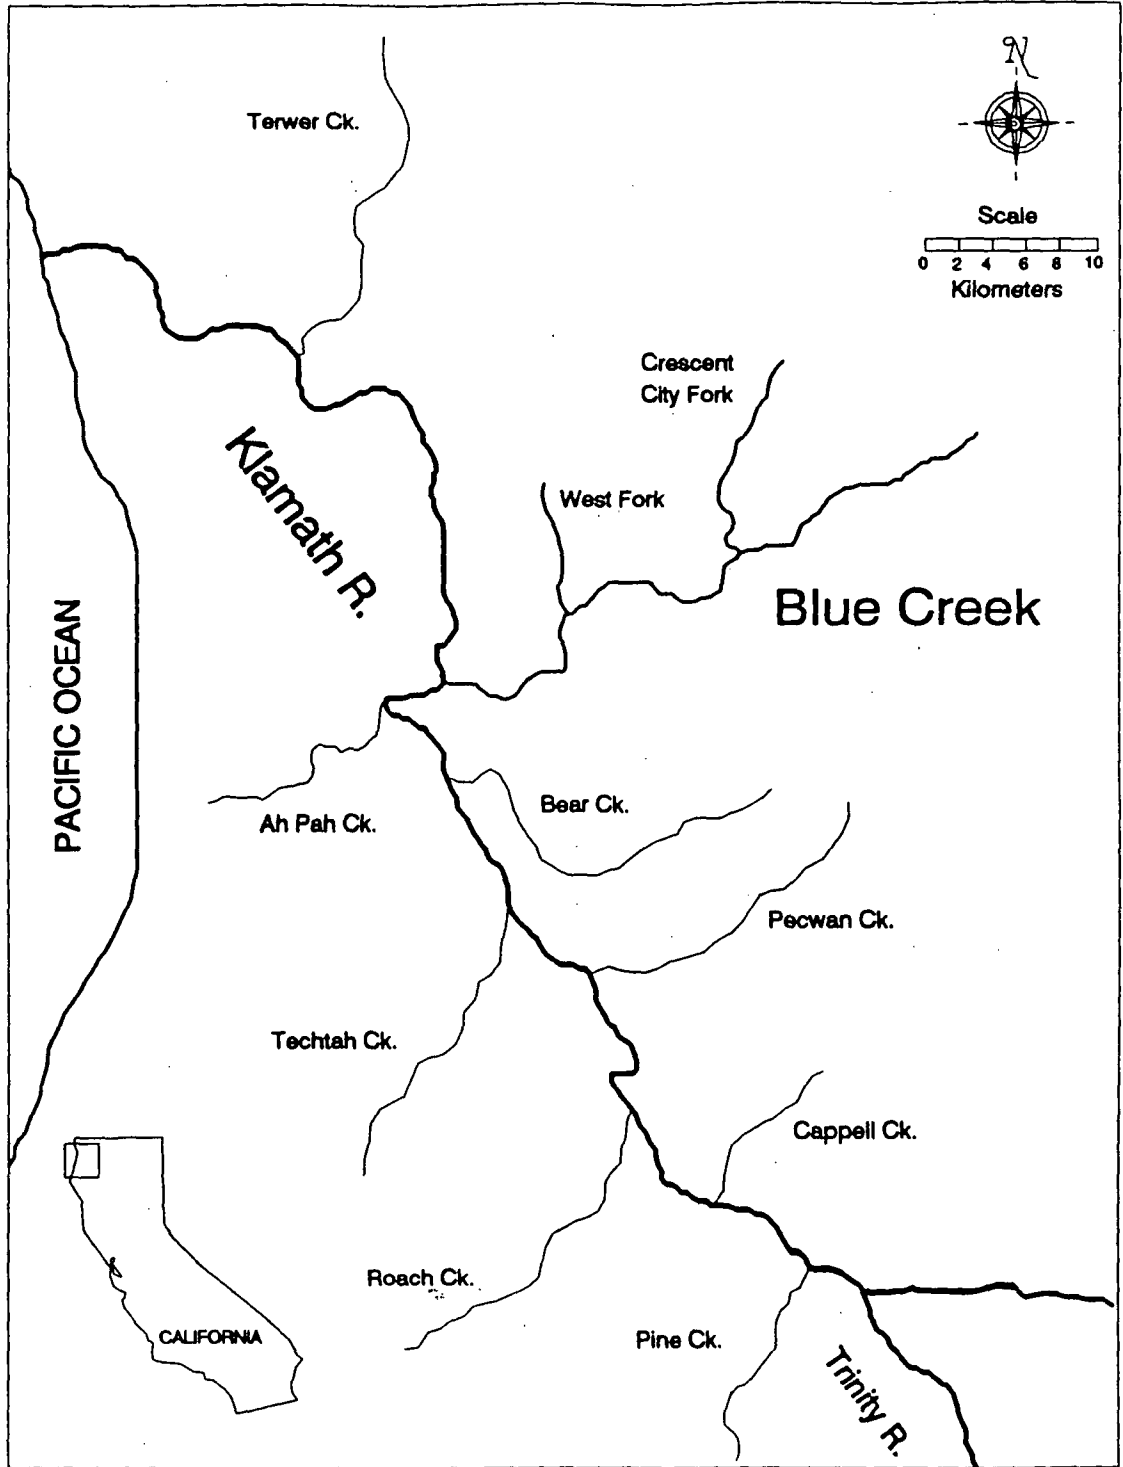 N
Terwer Ck.
Scale
0 2 4 6 8 10
Kilometers
Crescent
City Fork
Klamath R.
West Fork
Blue Creek
PACIFIC OCEAN
Bear Ck.
Ah Pah Ck.
Pecwan Ck.
Techtah Ck.
Cappell Ck.
Roach Ck.
CALIFORNIA
Pine Ck.
Trinity R.